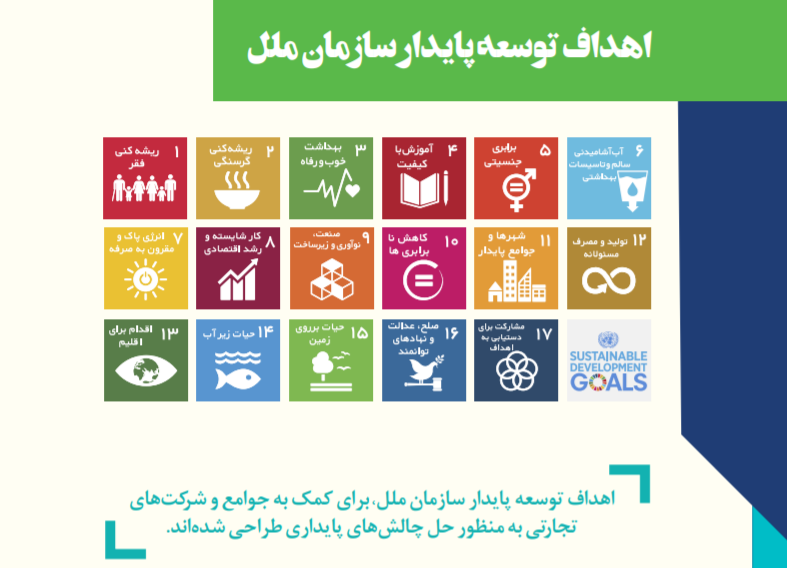 اهداف توسعه پایدار سازمان ملل
۱ ریشه کنی
فقر
۲ ریشه‌کنی
گرسنگی
۳ بهداشت
خوب و رفاه
۴ آموزش با
کیفیت
۵ برابری
جنسیتی
۶ آب آشامیدنی
سالم و تاسیسات
بهداشتی
۷ انرژی پاک و
مقرون به صرفه
۸ کار شایسته و
رشد اقتصادی
۹ صنعت،
نوآوری و زیرساخت
۱۰ کاهش نا
برابری ها
۱۱ شهرها و
جوامع پایدار
۱۲ تولید و مصرف
مسئولانه
۱۳ اقدام برای
اقلیم
۱۴ حیات زیر آب
۱۵ حیات بر روی
زمین
۱۶ صلح، عدالت
و نهادهای
توانمند
۱۷ مشارکت برای
دستیابی به
اهداف
SUSTAINABLE
DEVELOPMENT
GOALS
اهداف توسعه پایدار سازمان ملل، برای کمک به جوامع و شرکت‌های
تجارتی به منظور حل چالش‌های پایداری طراحی شده‌اند.